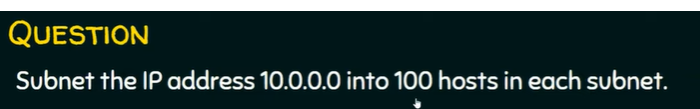 QUESTION
Subnet the IP address 10.0.0.0 into 100 hosts in each subnet.